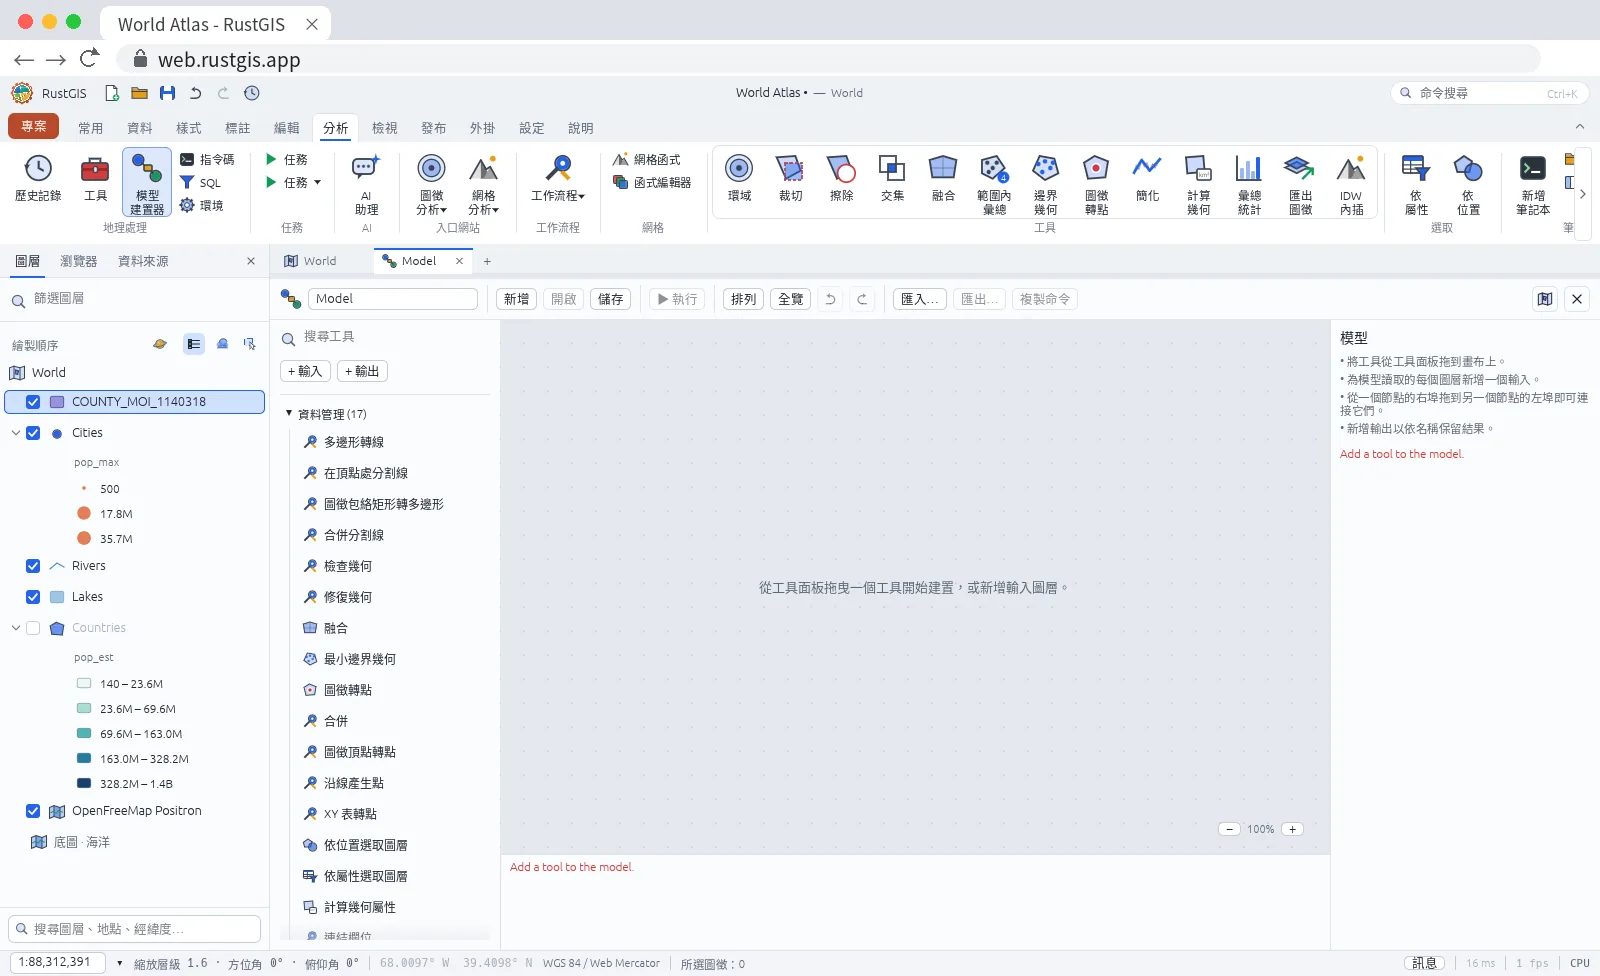 World Atlas - RustGIS
web.rustgis.app
RustGIS
World Atlas • — World
命令搜尋
Ctrl+K
專案
常用
資料
樣式
標註
編輯
分析
檢視
發布
外掛
設定
說明
歷史記錄
工具
模型
建置器
指令碼
SQL
環境
地理處理
任務
任務
任務
AI
助理
AI
圖徵
分析▾
網格
分析▾
入口網站
工作流程▾
工作流程
網格函式
函式編輯器
網格
環域
裁切
擦除
交集
融合
範圍內
彙總
邊界
幾何
圖徵
轉點
簡化
計算
幾何
彙總
統計
匯出
圖徵
IDW
內插
工具
依
屬性
依
位置
選取
新增
筆記本
圖層
瀏覽器
資料來源
World
Model
篩選圖層
Model
新增
開啟
儲存
執行
排列
全覽
匯入…
匯出…
複製命令
繪製順序
World
COUNTY_MOI_1140318
Cities
pop_max
500
17.8M
35.7M
Rivers
Lakes
Countries
pop_est
140 – 23.6M
23.6M – 69.6M
69.6M – 163.0M
163.0M – 328.2M
328.2M – 1.4B
OpenFreeMap Positron
底圖 · 海洋
搜尋圖層、地點、經緯度…
搜尋工具
+ 輸入
+ 輸出
資料管理 (17)
多邊形轉線
在頂點處分割線
圖徵包絡矩形轉多邊形
合併分割線
檢查幾何
修復幾何
融合
最小邊界幾何
圖徵轉點
合併
圖徵頂點轉點
沿線產生點
XY 表轉點
依位置選取圖層
依屬性選取圖層
計算幾何屬性
連結欄位
從工具面板拖曳一個工具開始建置，或新增輸入圖層。
− 100% +
Add a tool to the model.
模型
• 將工具從工具面板拖到畫布上。
• 為模型讀取的每個圖層新增一個輸入。
• 從一個節點的右埠拖到另一個節點的左埠即可連
接它們。
• 新增輸出以依名稱保留結果。
Add a tool to the model.
1:88,312,391
縮放層級 1.6 · 方位角 0° · 俯仰角 0°
68.0097° W 39.4098° N
WGS 84 / Web Mercator
所選圖徵：0
訊息
16 ms
1 fps
CPU